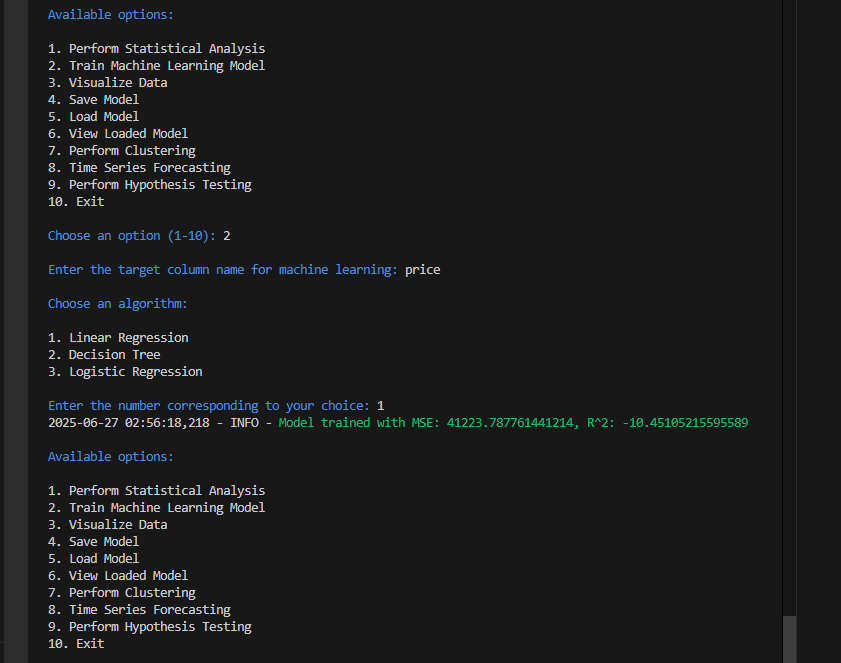 Available options:
1. Perform Statistical Analysis
2. Train Machine Learning Model
3. Visualize Data
4. Save Model
5. Load Model
6. View Loaded Model
7. Perform Clustering
8. Time Series Forecasting
9. Perform Hypothesis Testing
10. Exit
Choose an option (1-10): 2
Enter the target column name for machine learning: price
Choose an algorithm:
1. Linear Regression
2. Decision Tree
3. Logistic Regression
Enter the number corresponding to your choice: 1
2025-06-27 02:56:18,218 - INFO - Model trained with MSE: 41223.787761441214, R^2: -10.45105215595589
Available options:
1. Perform Statistical Analysis
2. Train Machine Learning Model
3. Visualize Data
4. Save Model
5. Load Model
6. View Loaded Model
7. Perform Clustering
8. Time Series Forecasting
9. Perform Hypothesis Testing
10. Exit